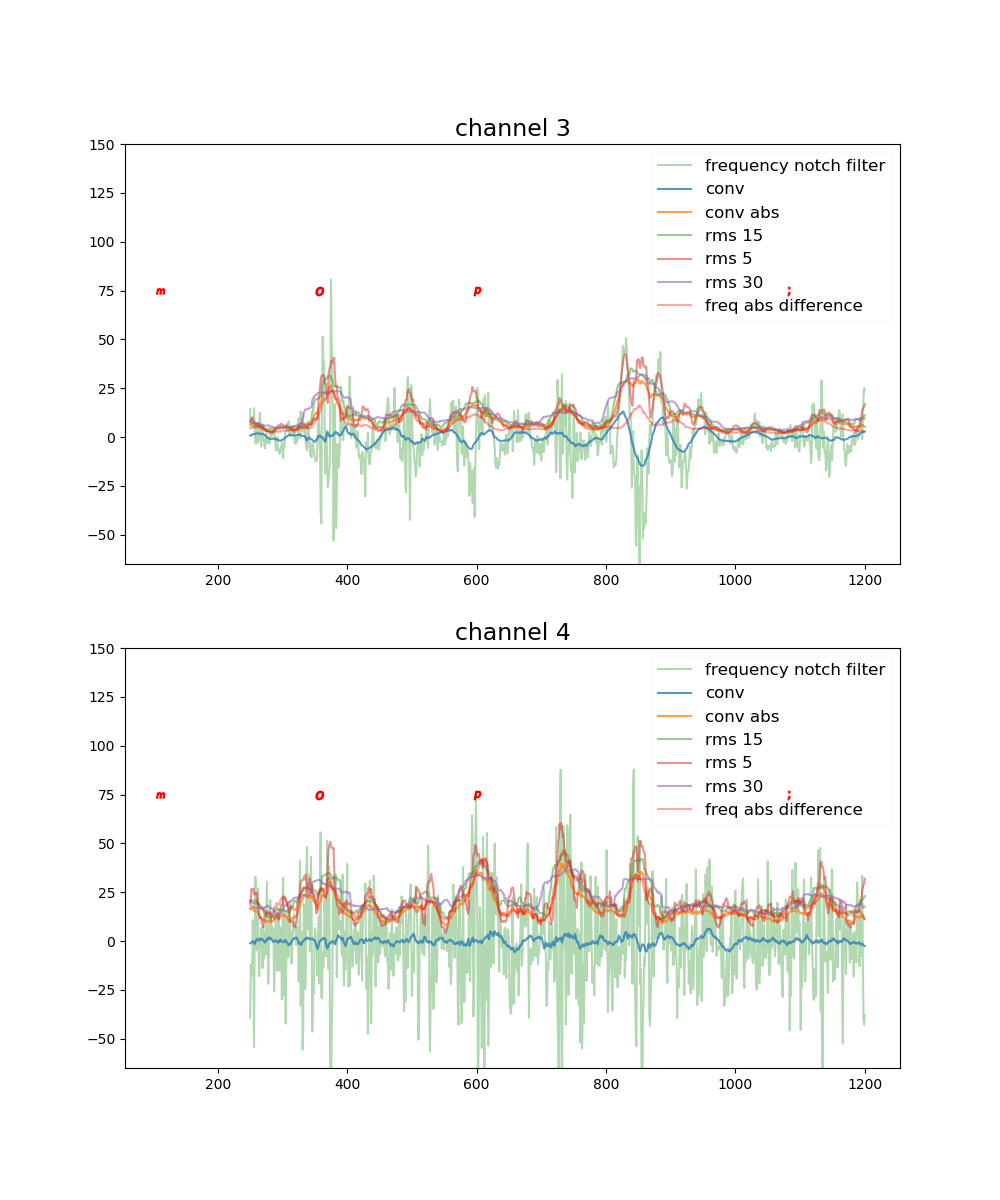 channel 3
150
125
100
75
50
25
0
−25
−50
frequency notch filter
conv
conv abs
rms 15
rms 5
rms 30
freq abs difference
m o p ;
200 400 600 800 1000 1200
channel 4
150
125
100
75
50
25
0
−25
−50
frequency notch filter
conv
conv abs
rms 15
rms 5
rms 30
freq abs difference
m o p ;
200 400 600 800 1000 1200